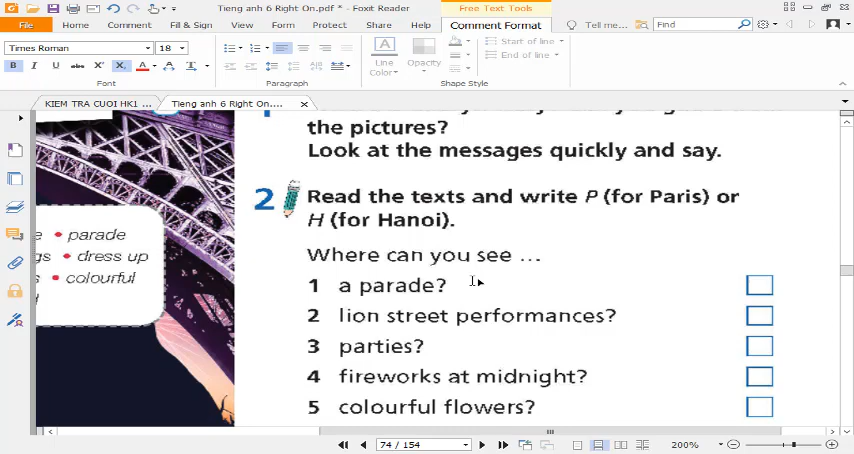 Tieng anh 6 Right On.pdf * - Foxit Reader
Free Text Tools
File
Home
Comment
Fill & Sign
View
Form
Protect
Share
Help
Comment Format
Tell me...
Find
Times Roman
18
Line
Color
Opacity
Start of line
End of line
B I U abc X² X₂ A A T
Font
Paragraph
Shape Style
KIEM TRA CUOI HK1 ...
Tieng anh 6 Right On....
the pictures?
Look at the messages quickly and say.
2 Read the texts and write P (for Paris) or
H (for Hanoi).
Where can you see ...
1 a parade?
2 lion street performances?
3 parties?
4 fireworks at midnight?
5 colourful flowers?
e • parade
gs • dress up
s • colourful
74 / 154
200%